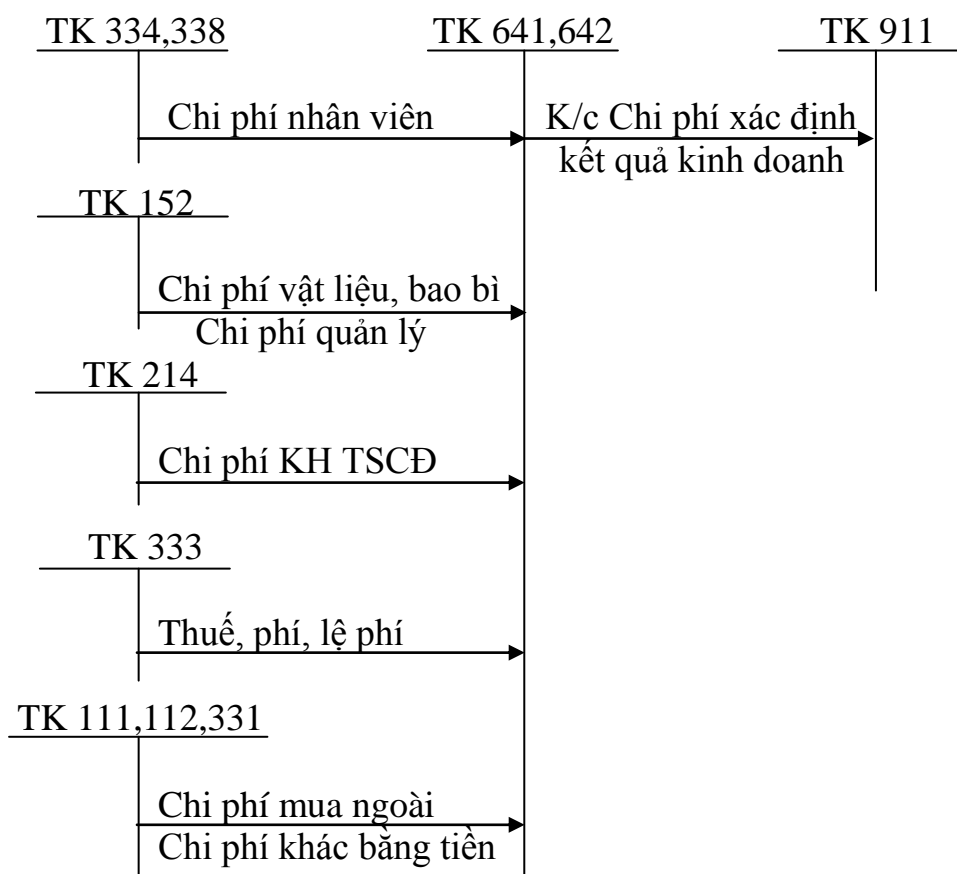 TK 334,338
TK 641,642
TK 911
Chi phí nhân viên
K/c Chi phí xác định
kết quả kinh doanh
TK 152
Chi phí vật liệu, bao bì
Chi phí quản lý
TK 214
Chi phí KH TSCĐ
TK 333
Thuế, phí, lệ phí
TK 111,112,331
Chi phí mua ngoài
Chi phí khác bằng tiền